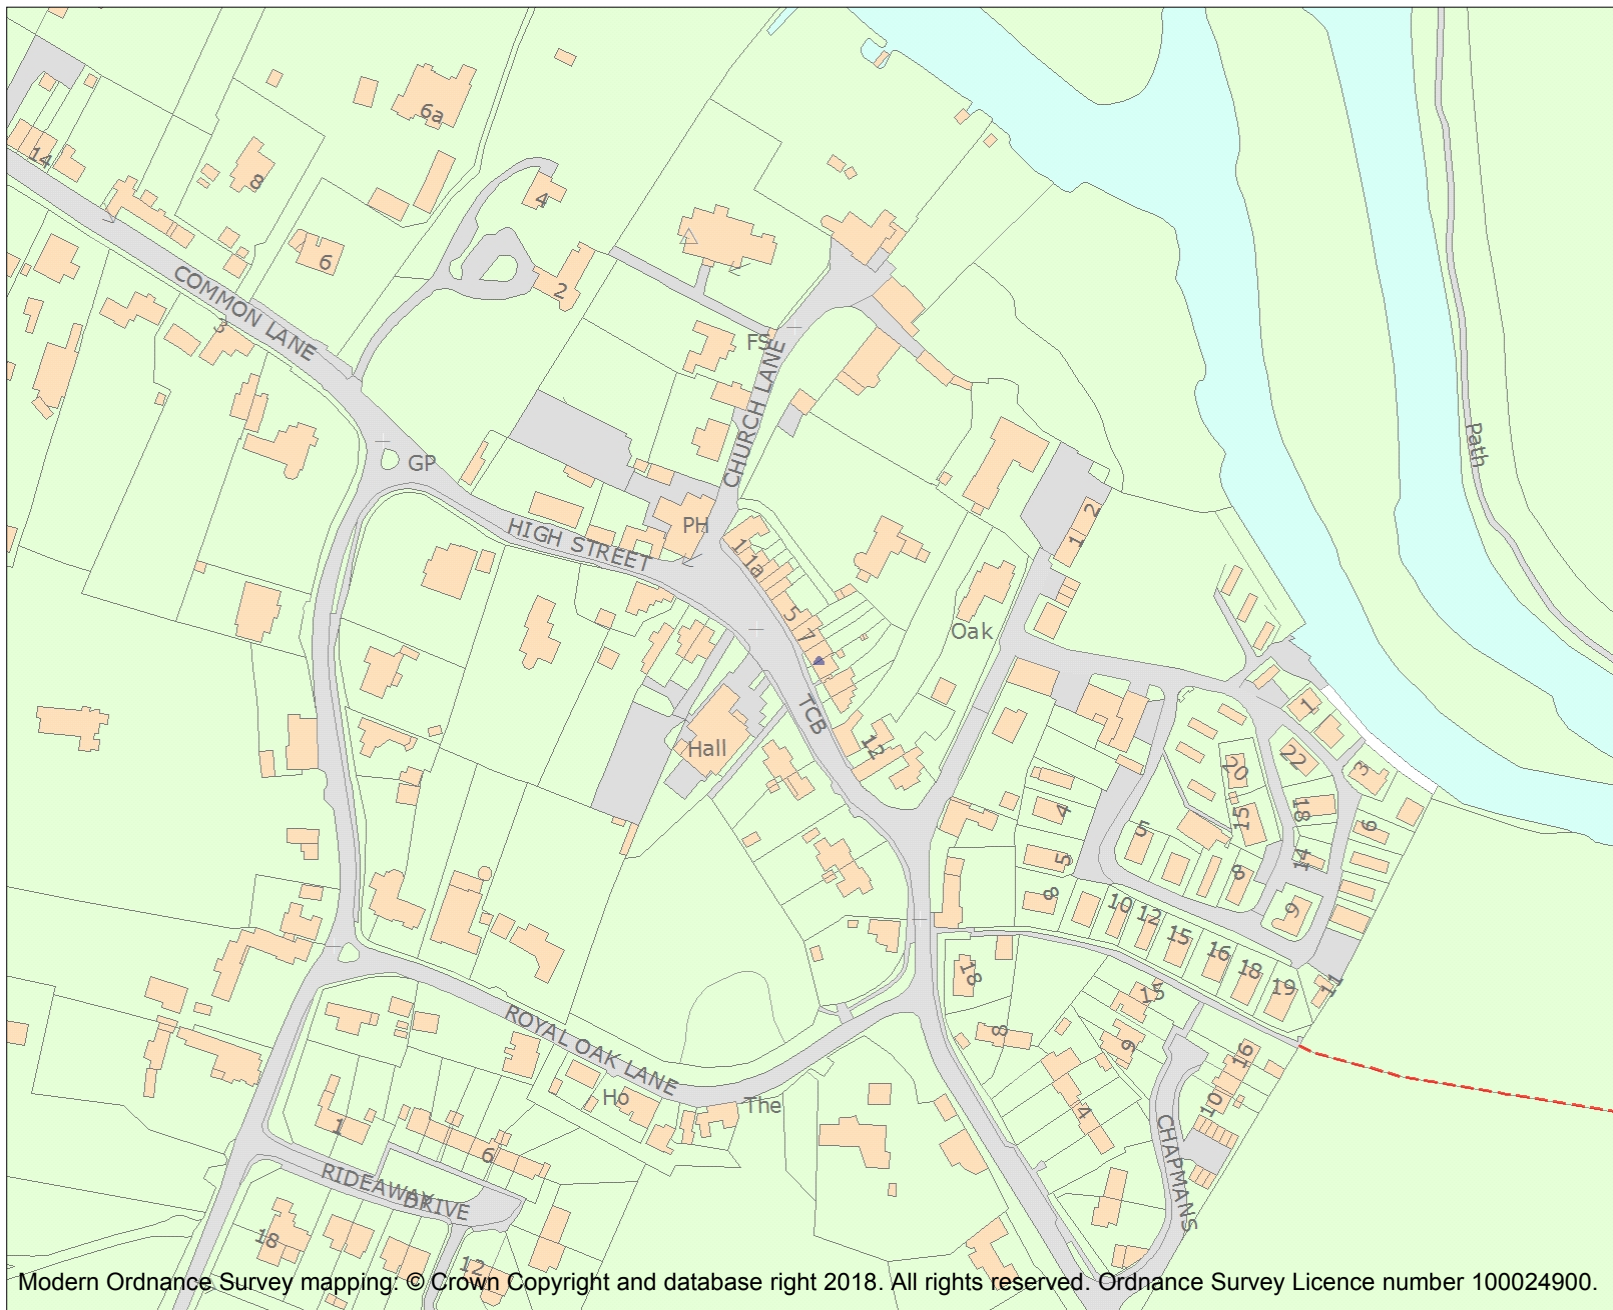 6a
14
8
4
6
2
COMMON LANE
3
FS
CHURCH LANE
Path
GP
HIGH STREET
PH
1
1a
2
1
5
7
Oak
TCB
Hall
12
1
22
20
3
4
18
15
6
5
5
14
8
8
9
10
12
15
16
18
19
11
18
15
8
9
ROYAL OAK LANE
16
Ho
The
10
4
1
6
CHAPMANS
RIDEAWAY
DRIVE
18
12
Modern Ordnance Survey mapping: © Crown Copyright and database right 2018. All rights reserved. Ordnance Survey Licence number 100024900.